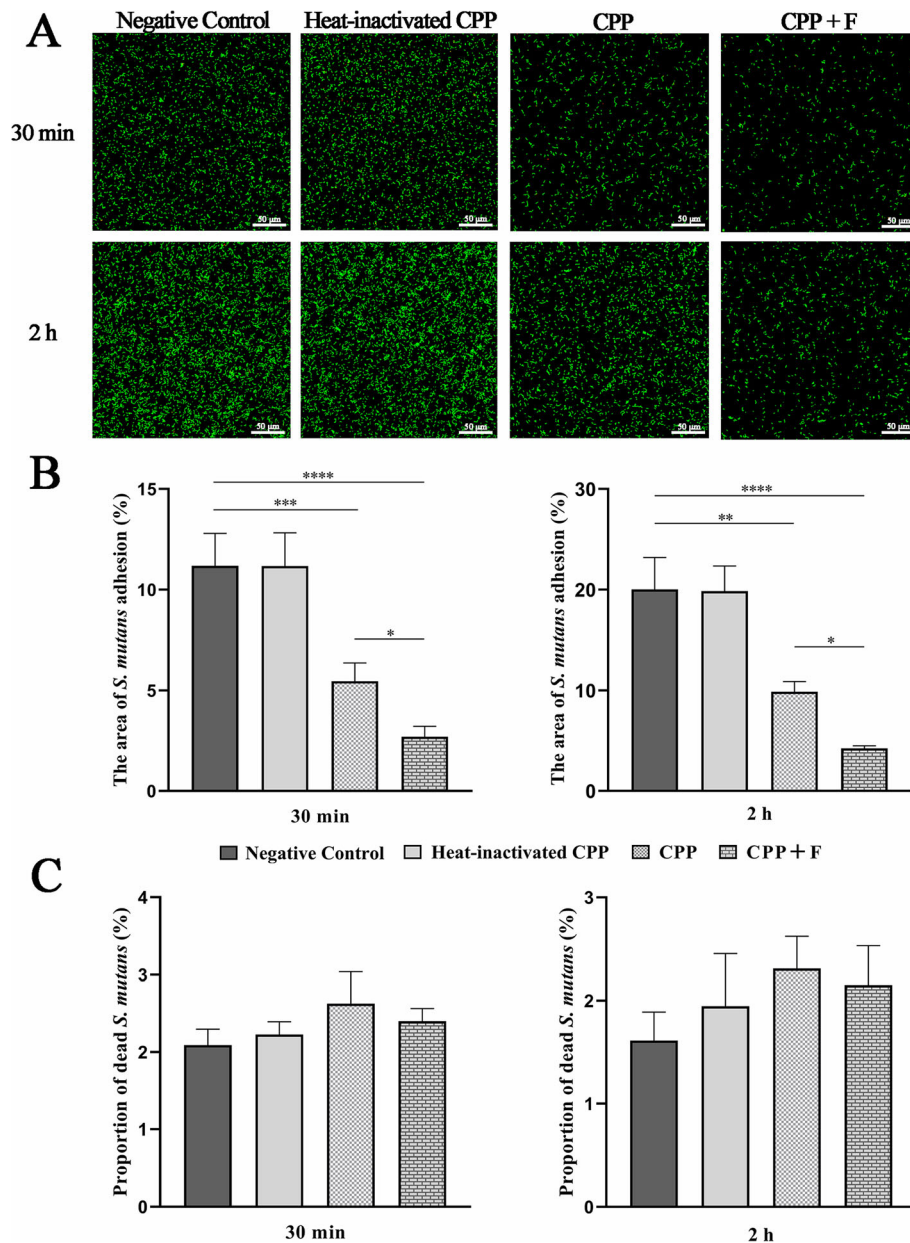 A
Negative Control
Heat-inactivated CPP
CPP
CPP + F
30 min
50 μm
50 μm
50 μm
50 μm
2 h
50 μm
50 μm
50 μm
50 μm
B
The area of S. mutans adhesion (%)
15
10
5
0
****
***
*
30 min
The area of S. mutans adhesion (%)
30
20
10
0
****
**
*
2 h
Negative Control
Heat-inactivated CPP
CPP
CPP + F
C
Proportion of dead S. mutans (%)
4
3
2
1
0
30 min
Proportion of dead S. mutans (%)
3
2
1
0
2 h